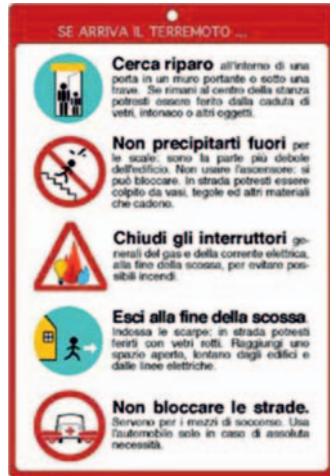 SE ARRIVA IL TERREMOTO ...
Cerca riparo all'interno di una
porta in un muro portante o sotto una
trave. Se rimani al centro della stanza
potresti essere ferito dalla caduta di
vetri, intonaco o altri oggetti.
Non precipitarti fuori per
le scale: sono la parte più debole
dell'edificio. Non usare l'ascensore: si
può bloccare. In strada potresti essere
colpito da vasi, tegole ed altri materiali
che cadono.
Chiudi gli interruttori ge-
nerali del gas e della corrente elettrica,
alla fine della scossa, per evitare pos-
sibili incendi.
Esci alla fine della scossa.
Indossa le scarpe: in strada potresti
ferirti con vetri rotti. Raggiungi uno
spazio aperto, lontano dagli edifici e
dalle linee elettriche.
Non bloccare le strade.
Servono per i mezzi di soccorso. Usa
l'automobile solo in caso di assoluta
necessità.